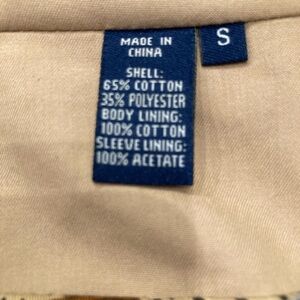 MADE IN
CHINA
S
SHELL:
65% COTTON
35% POLYESTER
BODY LINING:
100% COTTON
SLEEVE LINING:
100% ACETATE